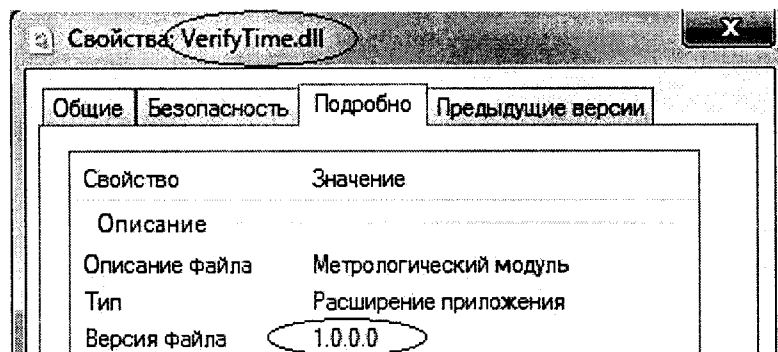 Свойства: VerifyTime.dll
x
Общие Безопасность Подробно Предыдущие версии
Свойство Значение
Описание
Описание файла Метрологический модуль
Тип Расширение приложения
Версия файла 1.0.0.0